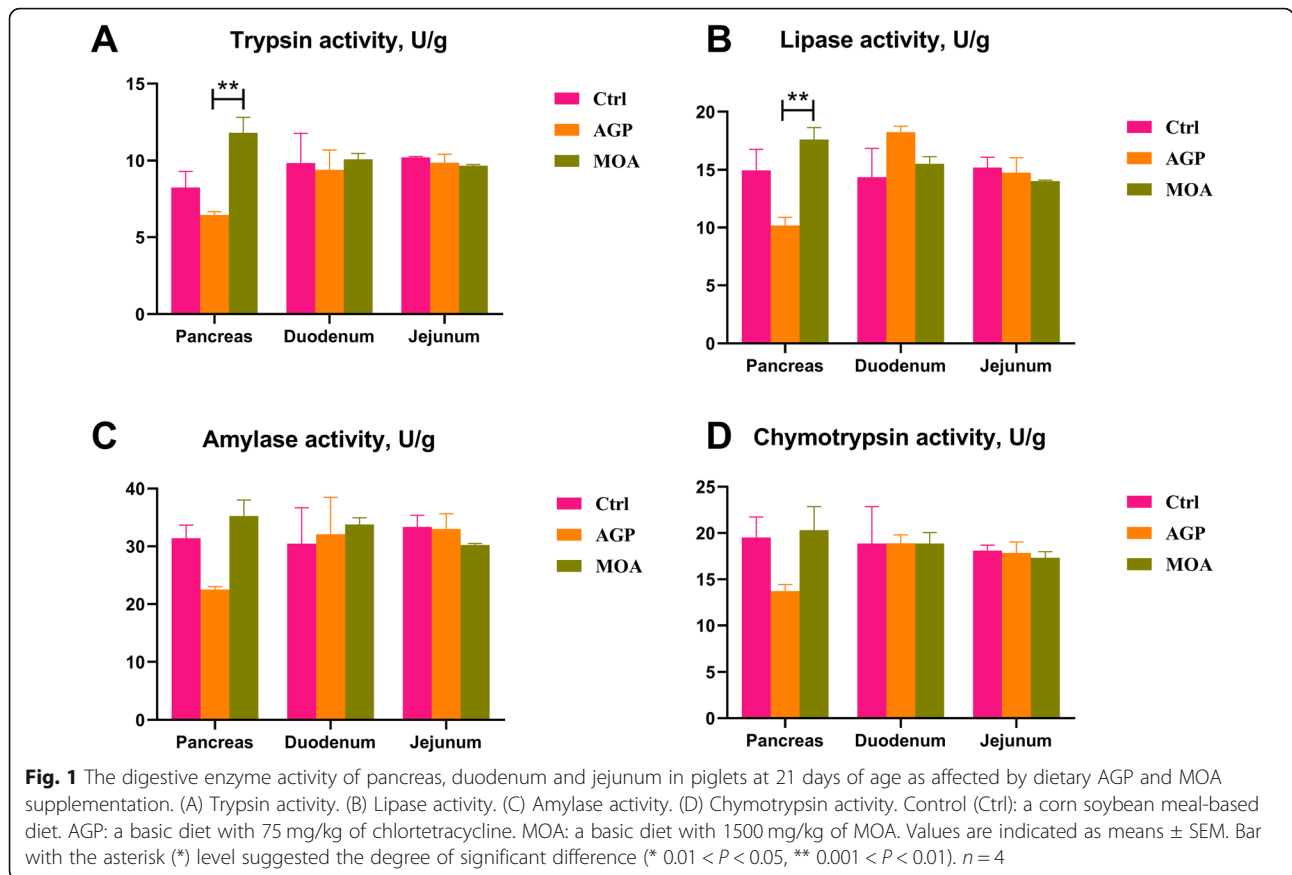 A
Trypsin activity, U/g
**
15
10
5
0
Pancreas Duodenum Jejunum
Ctrl
AGP
MOA
B
Lipase activity, U/g
**
20
15
10
5
0
Pancreas Duodenum Jejunum
Ctrl
AGP
MOA
C
Amylase activity, U/g
40
30
20
10
0
Pancreas Duodenum Jejunum
Ctrl
AGP
MOA
D
Chymotrypsin activity, U/g
25
20
15
10
5
0
Pancreas Duodenum Jejunum
Ctrl
AGP
MOA
Fig. 1 The digestive enzyme activity of pancreas, duodenum and jejunum in piglets at 21 days of age as affected by dietary AGP and MOA
supplementation. (A) Trypsin activity. (B) Lipase activity. (C) Amylase activity. (D) Chymotrypsin activity. Control (Ctrl): a corn soybean meal-based
diet. AGP: a basic diet with 75 mg/kg of chlortetracycline. MOA: a basic diet with 1500 mg/kg of MOA. Values are indicated as means ± SEM. Bar
with the asterisk (*) level suggested the degree of significant difference (* 0.01 < P < 0.05, ** 0.001 < P < 0.01). n = 4